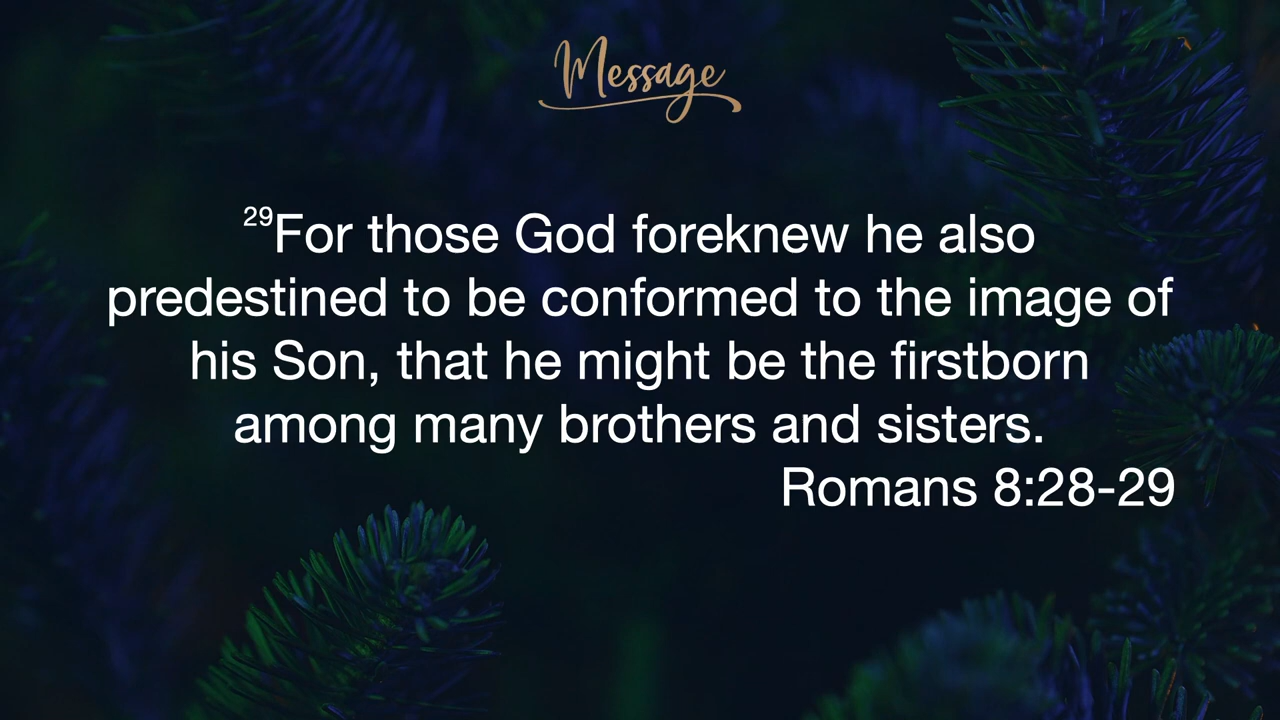 Message
29For those God foreknew he also
predestined to be conformed to the image of
his Son, that he might be the firstborn
among many brothers and sisters.
Romans 8:28-29